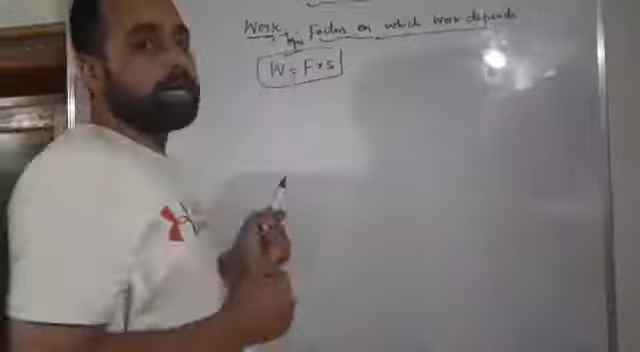 Work Factors on which Work depends
W = F × s